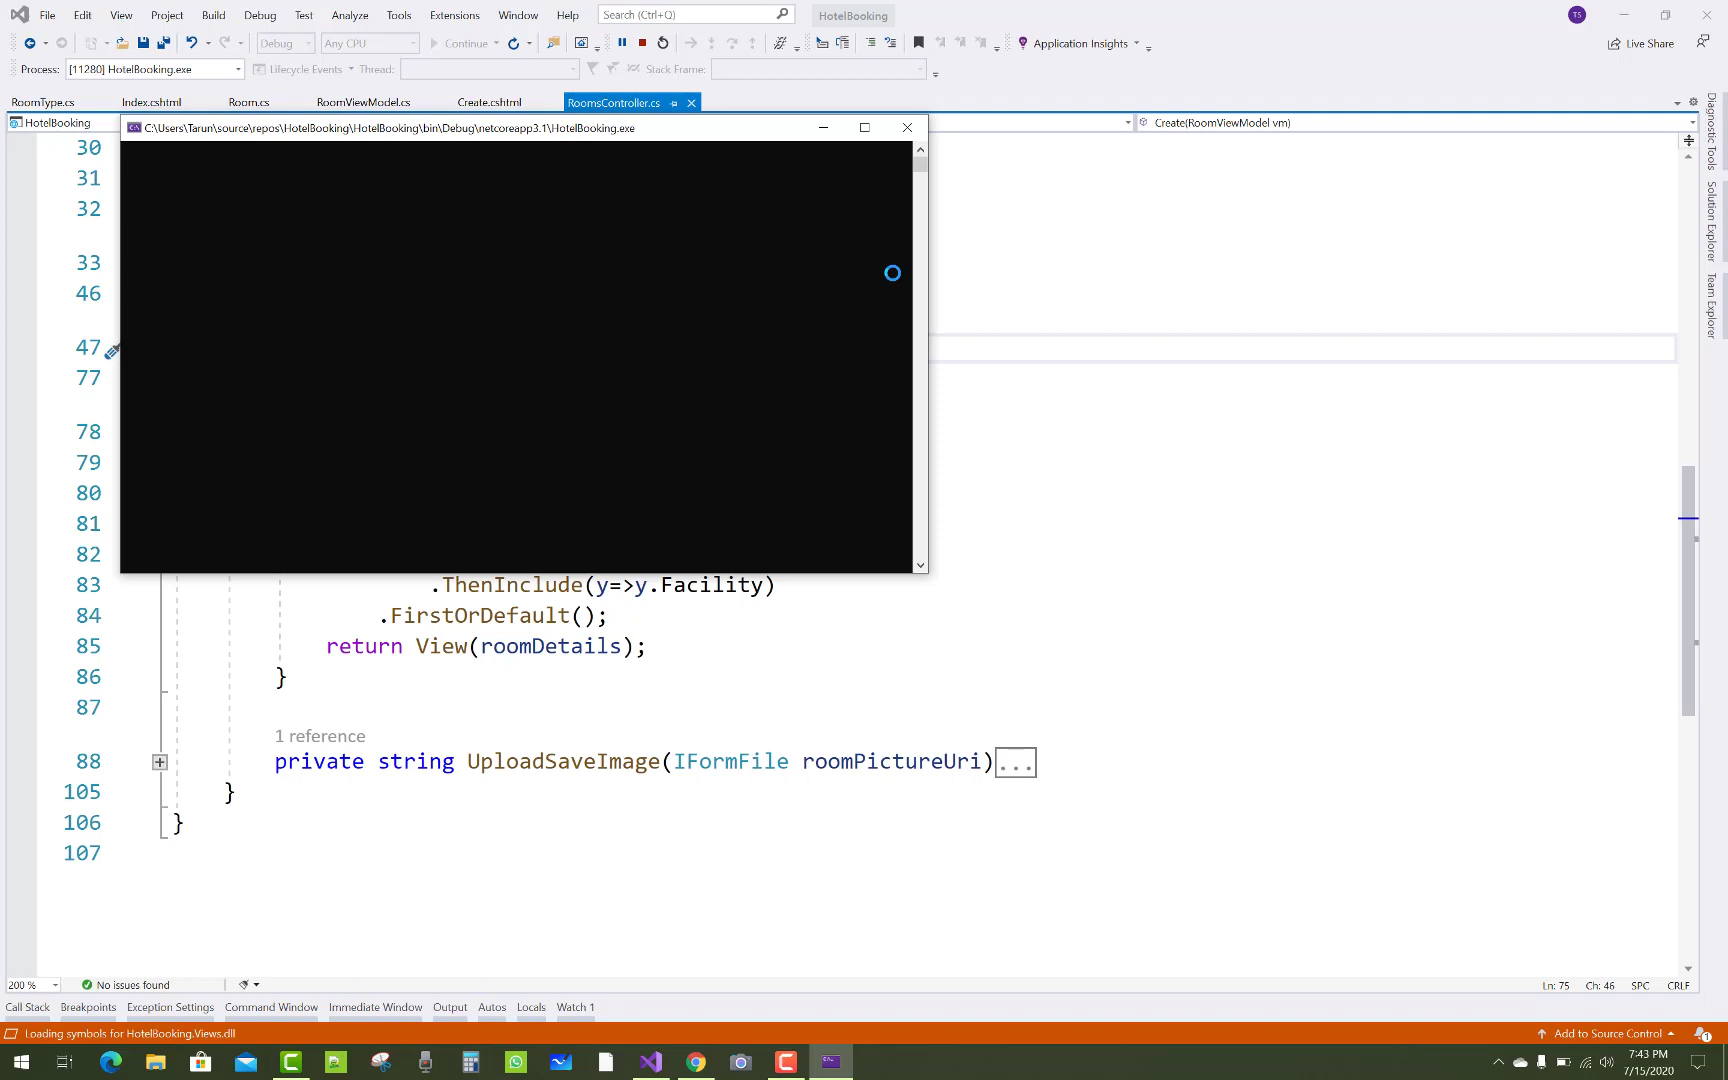 File Edit View Project Build Debug Test Analyze Tools Extensions Window Help Search (Ctrl+Q) HotelBooking TS
Debug Any CPU Continue Application Insights Live Share
Process: [11280] HotelBooking.exe Lifecycle Events Thread: Stack Frame:
RoomType.cs Index.cshtml Room.cs RoomViewModel.cs Create.cshtml RoomsController.cs
HotelBooking Create(RoomViewModel vm)
C:\Users\Tarun\source\repos\HotelBooking\HotelBooking\bin\Debug\netcoreapp3.1\HotelBooking.exe
30
31
32
33
46
47
77
78
79
80
81
82
83 .ThenInclude(y=>y.Facility)
84 .FirstOrDefault();
85 return View(roomDetails);
86 }
87
1 reference
88 private string UploadSaveImage(IFormFile roomPictureUri)...
105 }
106 }
107
Diagnostic Tools
Solution Explorer
Team Explorer
200 % No issues found Ln: 75 Ch: 46 SPC CRLF
Call Stack Breakpoints Exception Settings Command Window Immediate Window Output Autos Locals Watch 1
Loading symbols for HotelBooking.Views.dll Add to Source Control 1
7:43 PM
7/15/2020